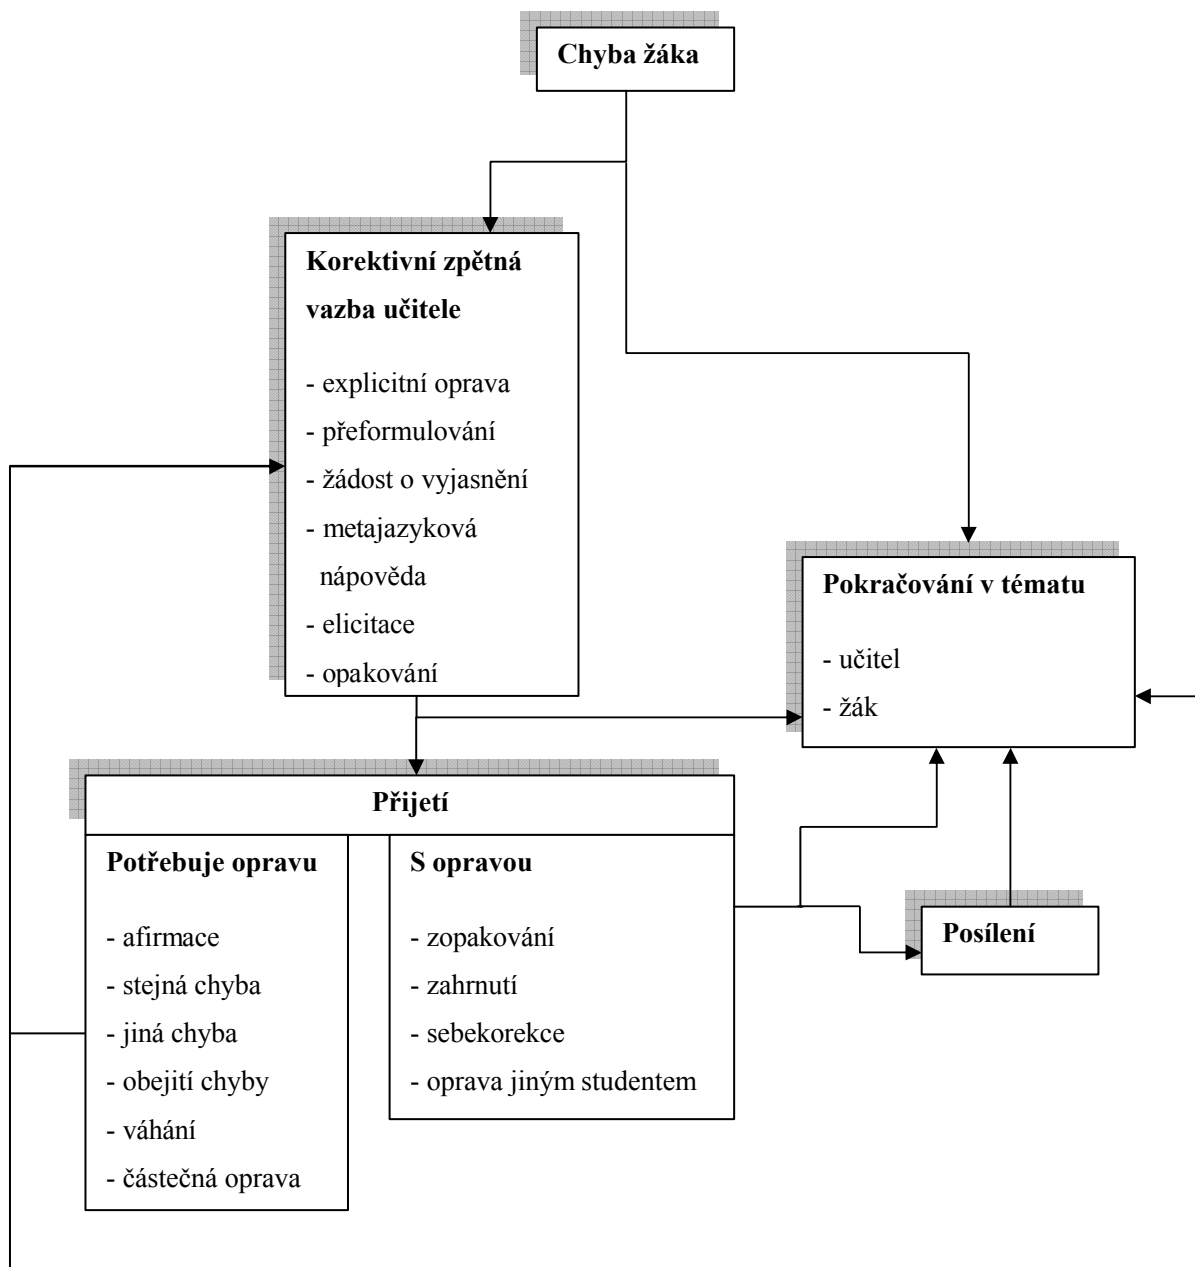 Chyba žáka
Korektivní zpětná
vazba učitele
- explicitní oprava
- přeformulování
- žádost o vyjasnění
- metajazyková
nápověda
- elicitace
- opakování
Pokračování v tématu
- učitel
- žák
Přijetí
Potřebuje opravu
- afirmace
- stejná chyba
- jiná chyba
- obejití chyby
- váhání
- částečná oprava
S opravou
- zopakování
- zahrnutí
- sebekorekce
- oprava jiným studentem
Posílení